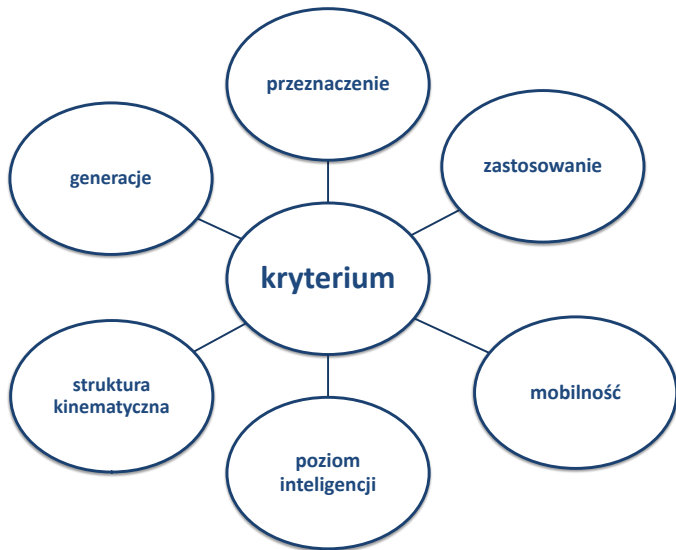 przeznaczenie
generacje
zastosowanie
kryterium
struktura
kinematyczna
mobilność
poziom
inteligencji